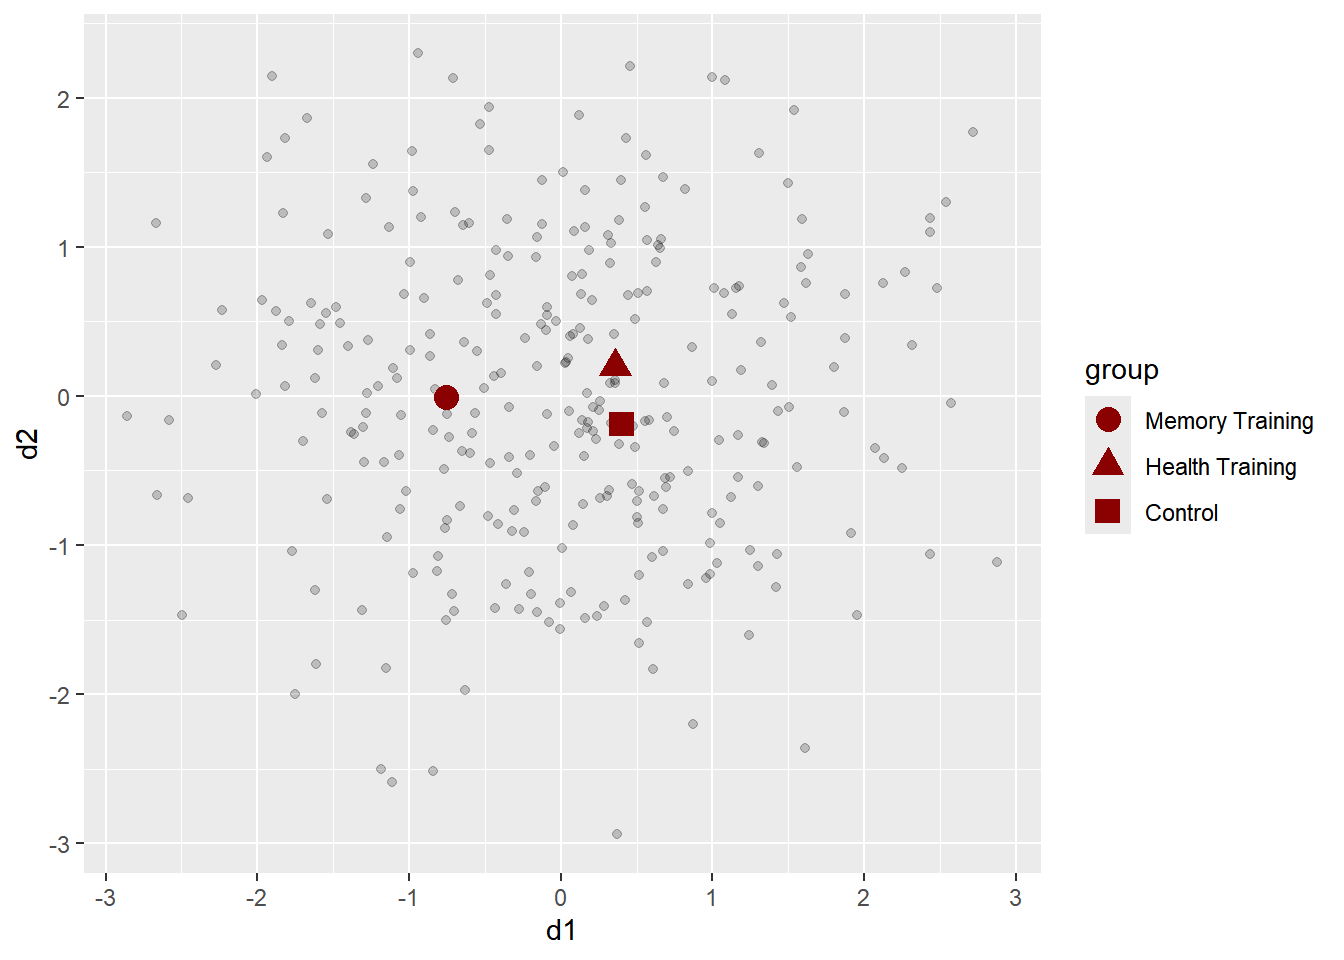 2
1
0
-1
-2
-3
d2
-3 -2 -1 0 1 2 3
d1
group
Memory Training
Health Training
Control